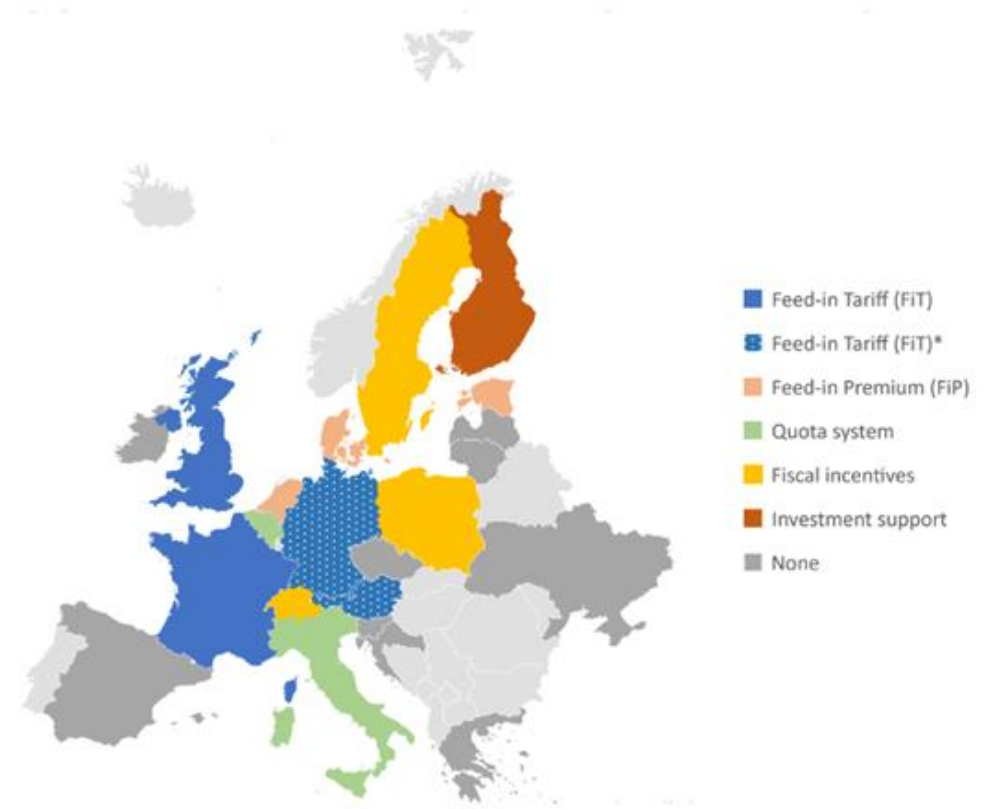 Feed-in Tariff (FiT)
Feed-in Tariff (FiT)*
Feed-in Premium (FiP)
Quota system
Fiscal incentives
Investment support
None